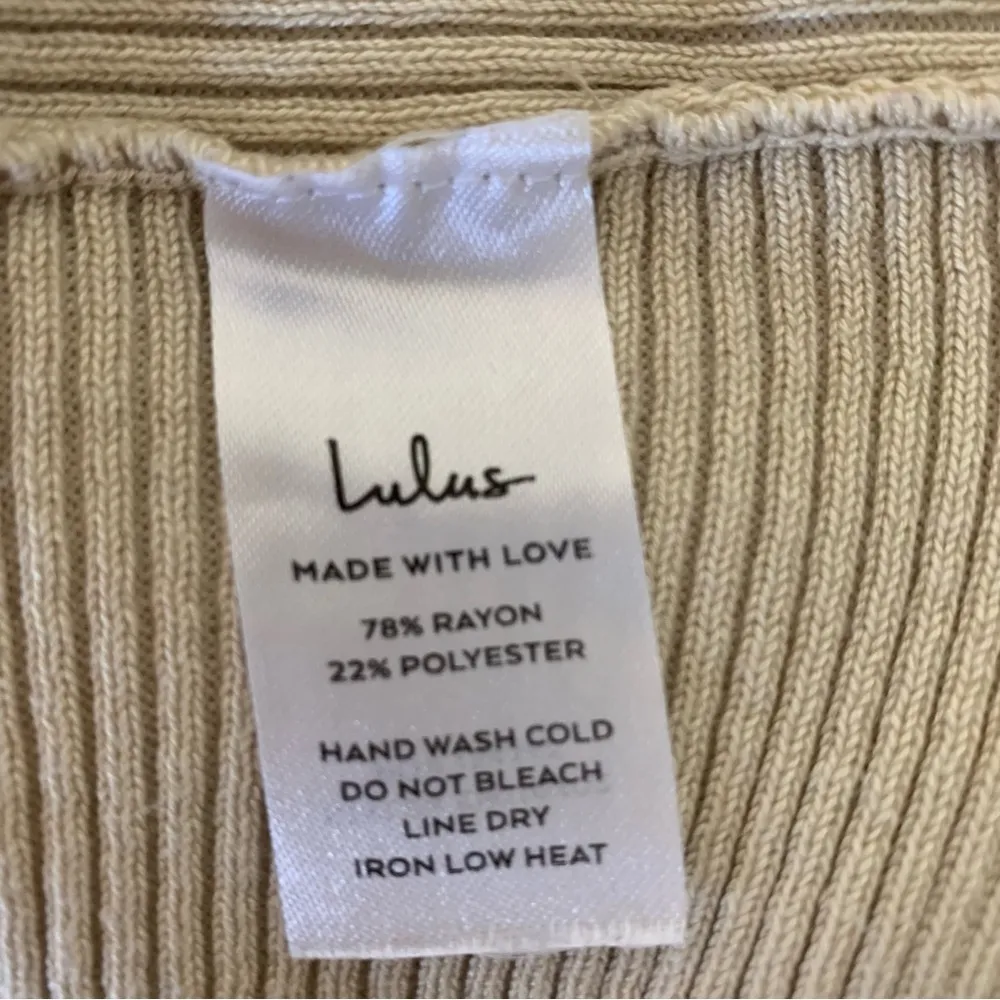 Lulus
MADE WITH LOVE
78% RAYON
22% POLYESTER
HAND WASH COLD
DO NOT BLEACH
LINE DRY
IRON LOW HEAT